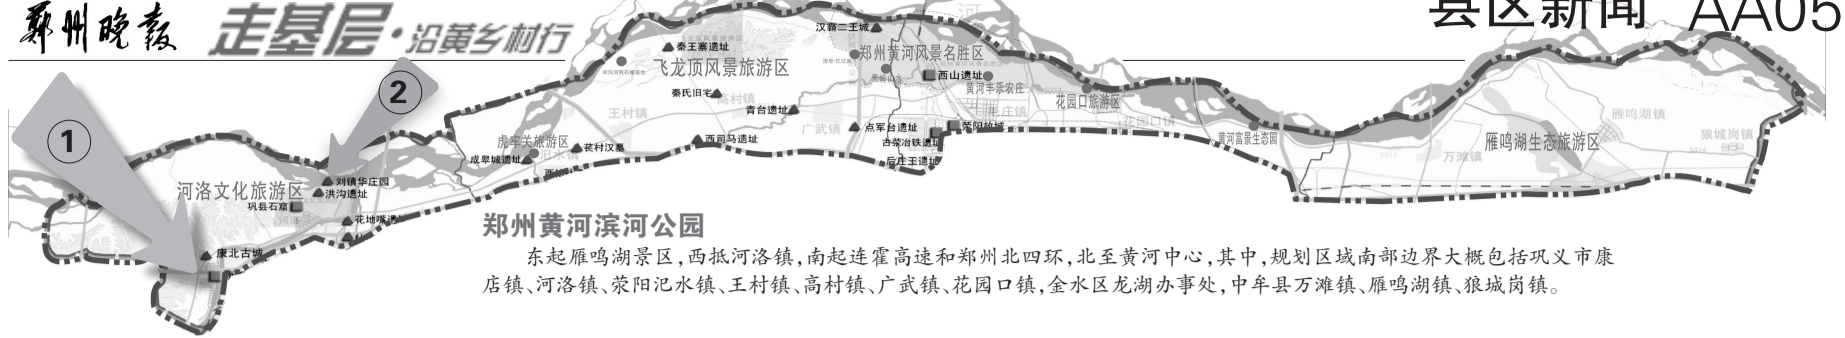 郑州晚报
走基层·沿黄乡村行
县区新闻 AA05
①
②
汉霸二王城
秦王寨遗址
郑州黄河风景名胜区
飞龙顶风景旅游区
西山遗址
黄河丰乐农庄
秦氏旧宅
高村镇
花园口旅游区
青台遗址
王村镇
广武镇
点军台遗址
荥阳故城
花园口镇
古荥冶铁遗址
后庄王遗址
黄河富景生态园
雁鸣湖镇
狼城岗镇
雁鸣湖生态旅游区
万滩镇
虎牢关旅游区
汜水镇
苌村汉墓
成皋城遗址
西司马遗址
刘镇华庄园
河洛文化旅游区
洪沟遗址
巩县石窟
花地嘴遗址
康北古城
郑州黄河滨河公园
东起雁鸣湖景区,西抵河洛镇,南起连霍高速和郑州北四环,北至黄河中心,其中,规划区域南部边界大概包括巩义市康
店镇、河洛镇、荥阳汜水镇、王村镇、高村镇、广武镇、花园口镇,金水区龙湖办事处,中牟县万滩镇、雁鸣湖镇、狼城岗镇。